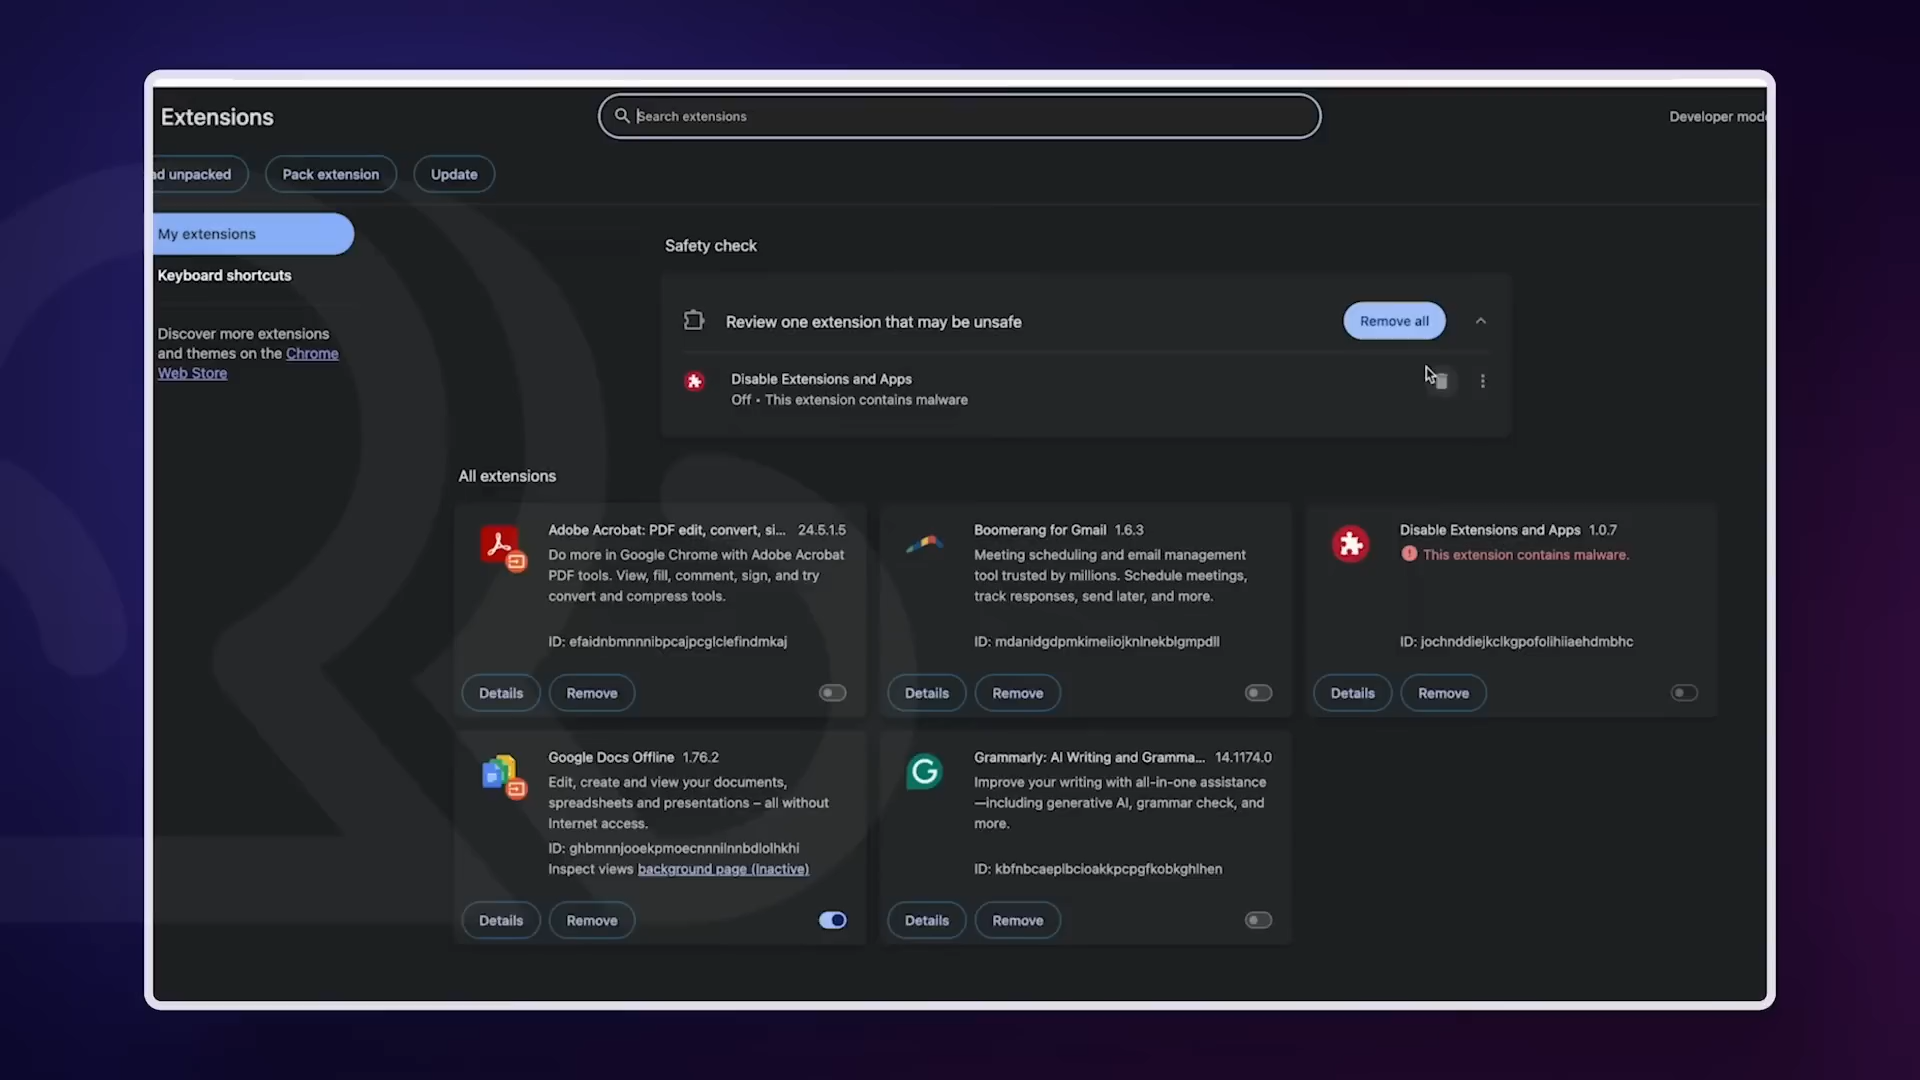 Extensions
Search extensions
Developer mode
ad unpacked
Pack extension
Update
My extensions
Keyboard shortcuts
Discover more extensions
and themes on the Chrome
Web Store
Safety check
Review one extension that may be unsafe
Remove all
Disable Extensions and Apps
Off • This extension contains malware
All extensions
Adobe Acrobat: PDF edit, convert, si... 24.5.1.5
Do more in Google Chrome with Adobe Acrobat
PDF tools. View, fill, comment, sign, and try
convert and compress tools.
ID: efaidnbmnnnibpcajpcglclefindmkaj
Details
Remove
Boomerang for Gmail 1.6.3
Meeting scheduling and email management
tool trusted by millions. Schedule meetings,
track responses, send later, and more.
ID: mdanidgdpmkimeiiojknlnekblgmpdll
Details
Remove
Disable Extensions and Apps 1.0.7
This extension contains malware.
ID: jochnddiejkclkgpofolihiiaehdmbhc
Details
Remove
Google Docs Offline 1.76.2
Edit, create and view your documents,
spreadsheets and presentations – all without
Internet access.
ID: ghbmnnjooekpmoecnnnilnnbdlolhkhi
Inspect views background page (Inactive)
Details
Remove
Grammarly: AI Writing and Gramma... 14.1174.0
Improve your writing with all-in-one assistance
—including generative AI, grammar check, and
more.
ID: kbfnbcaeplbcioakkpcpgfkobkghlhen
Details
Remove